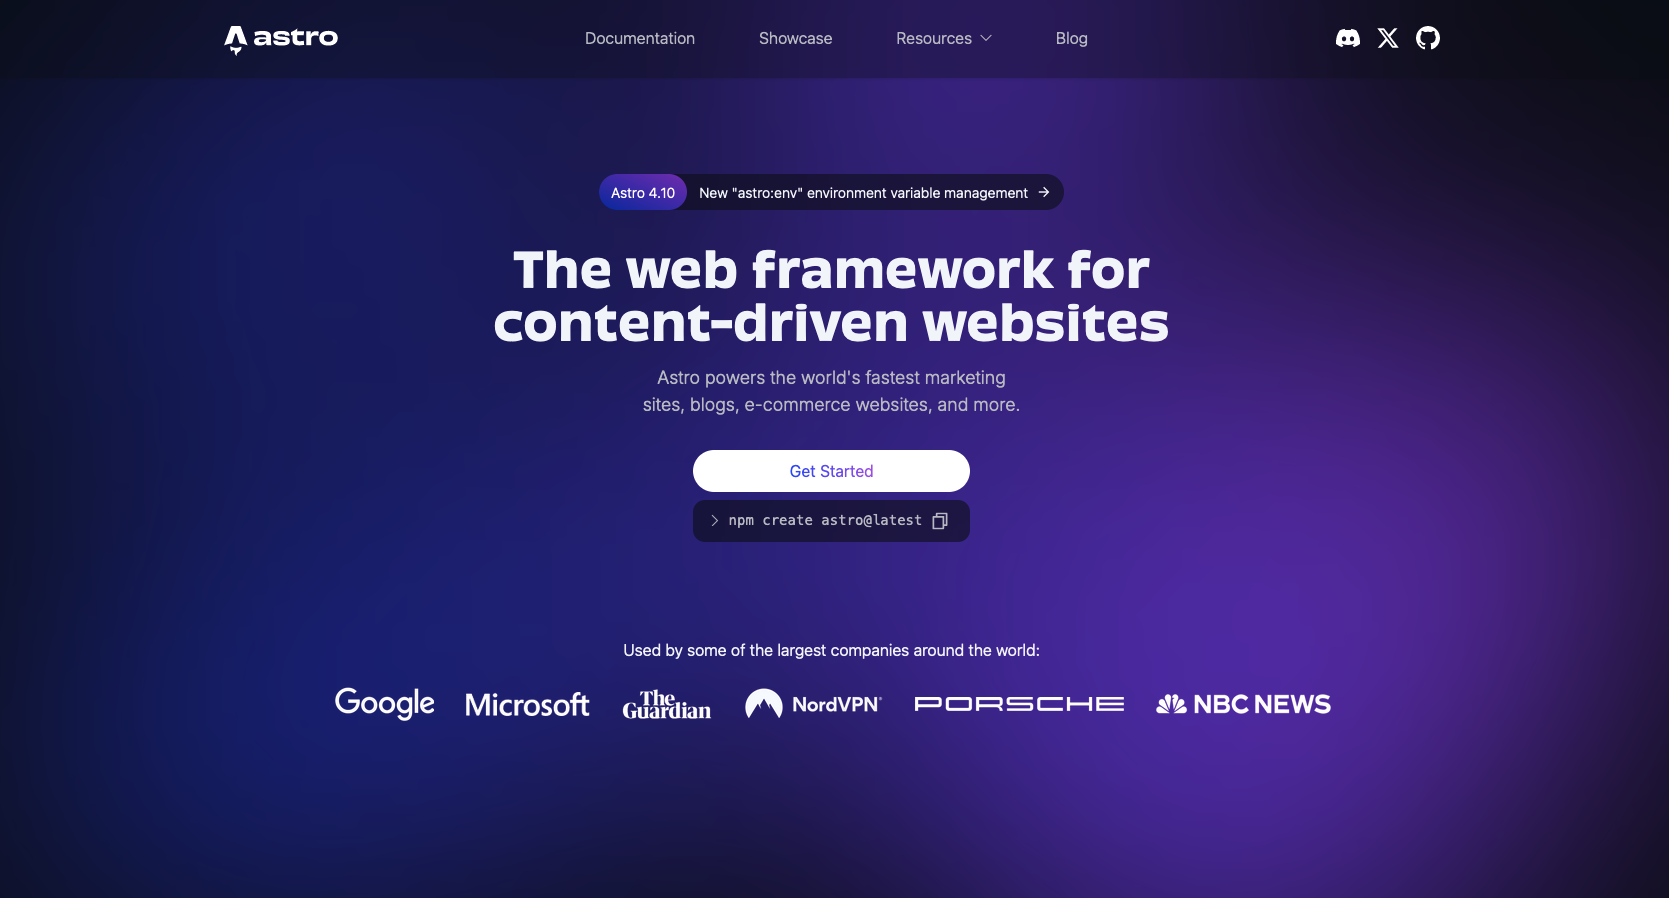 astro
Documentation
Showcase
Resources
Blog
Astro 4.10 New "astro:env" environment variable management
The web framework for
content-driven websites
Astro powers the world's fastest marketing
sites, blogs, e-commerce websites, and more.
Get Started
npm create astro@latest
Used by some of the largest companies around the world:
Google
Microsoft
The
Guardian
NordVPN
PORSCHE
NBC NEWS